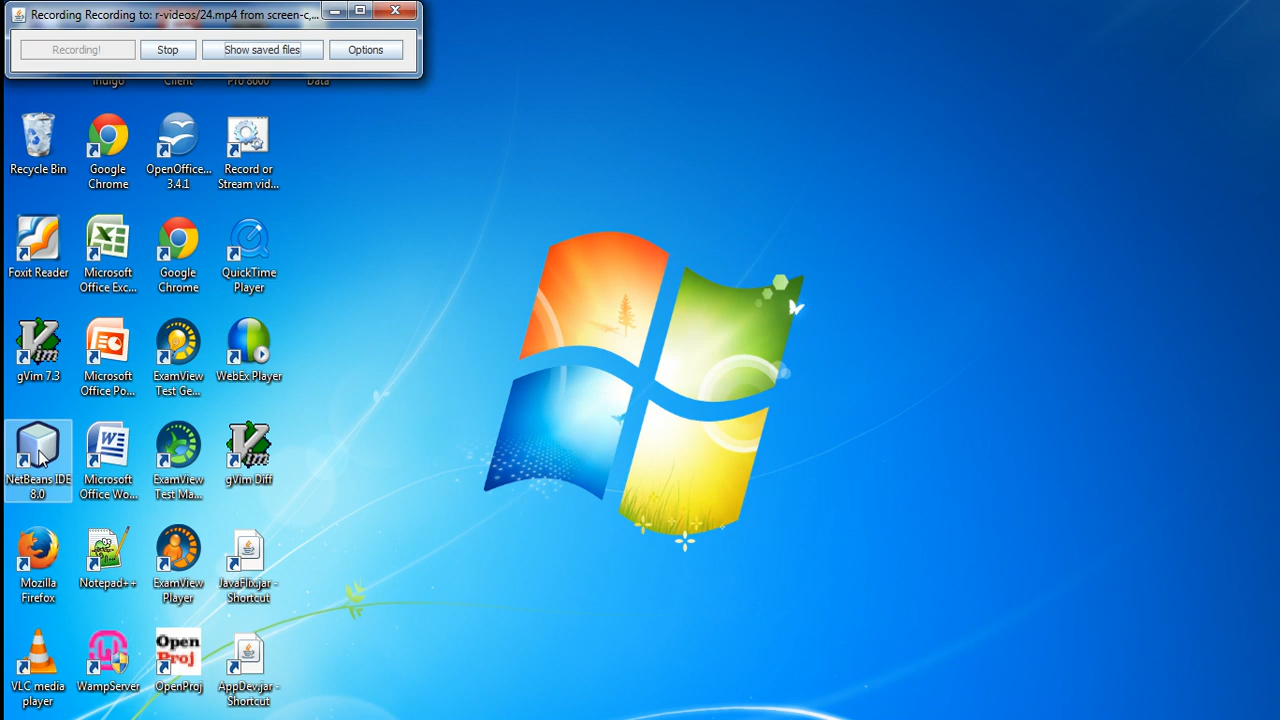 Recording Recording to: r-videos/24.mp4 from screen-c,...
Recording! Stop Show saved files Options
Indigo Client Pro 8000 Data
Recycle Bin
Google
Chrome
OpenOffice...
3.4.1
Record or
Stream vid...
Foxit Reader
Microsoft
Office Exc...
Google
Chrome
QuickTime
Player
gVim 7.3
Microsoft
Office Po...
ExamView
Test Ge...
WebEx Player
NetBeans IDE
8.0
Microsoft
Office Wo...
ExamView
Test Ma...
gVim Diff
Mozilla
Firefox
Notepad++
ExamView
Player
JavaFlix.jar -
Shortcut
VLC media
player
WampServer
Open
Proj
OpenProj
AppDev.jar -
Shortcut